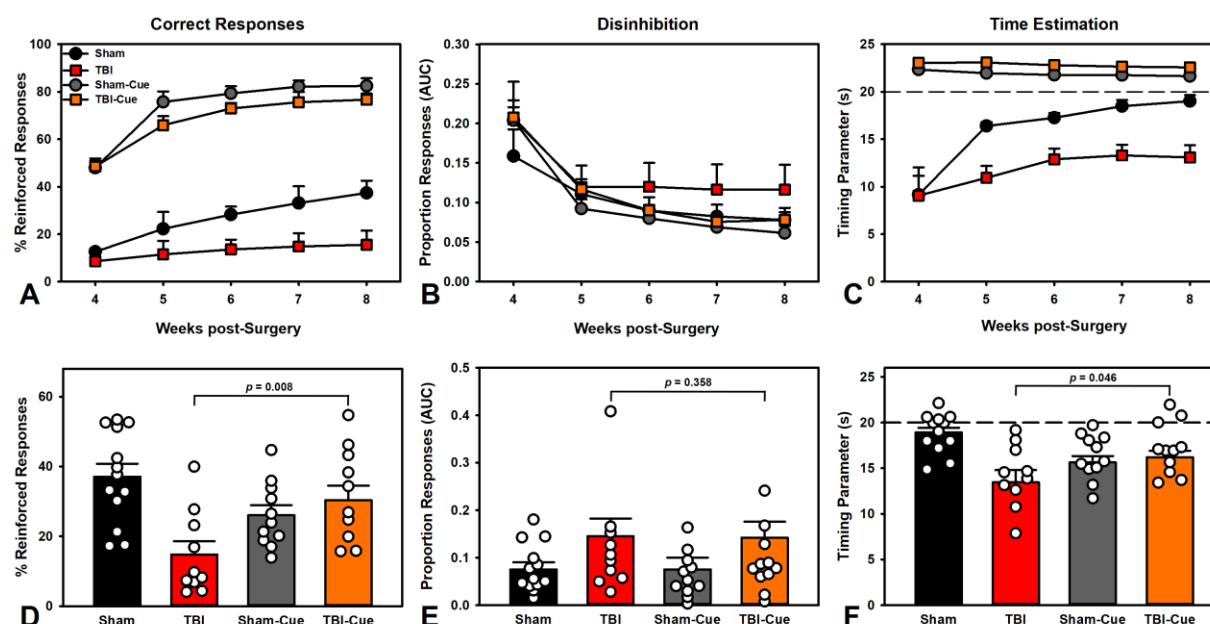 Correct Responses
% Reinforced Responses
100
80
60
40
20
0
Sham
TBI
Sham-Cue
TBI-Cue
4 5 6 7 8
A
Weeks post-Surgery
Disinhibition
Proportion Responses (AUC)
0.30
0.25
0.20
0.15
0.10
0.05
0.00
4 5 6 7 8
B
Weeks post-Surgery
Time Estimation
Timing Parameter (s)
25
20
15
10
5
0
4 5 6 7 8
C
Weeks post-Surgery
% Reinforced Responses
60
40
20
0
p = 0.008
D
Sham TBI Sham-Cue TBI-Cue
Proportion Responses (AUC)
0.5
0.4
0.3
0.2
0.1
0.0
p = 0.358
E
Sham TBI Sham-Cue TBI-Cue
Timing Parameter (s)
25
20
15
10
5
0
p = 0.046
F
Sham TBI Sham-Cue TBI-Cue